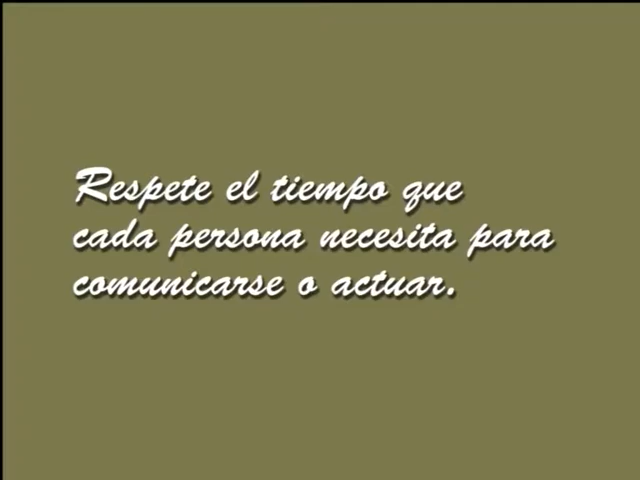 Respete el tiempo que
cada persona necesita para
comunicarse o actuar.